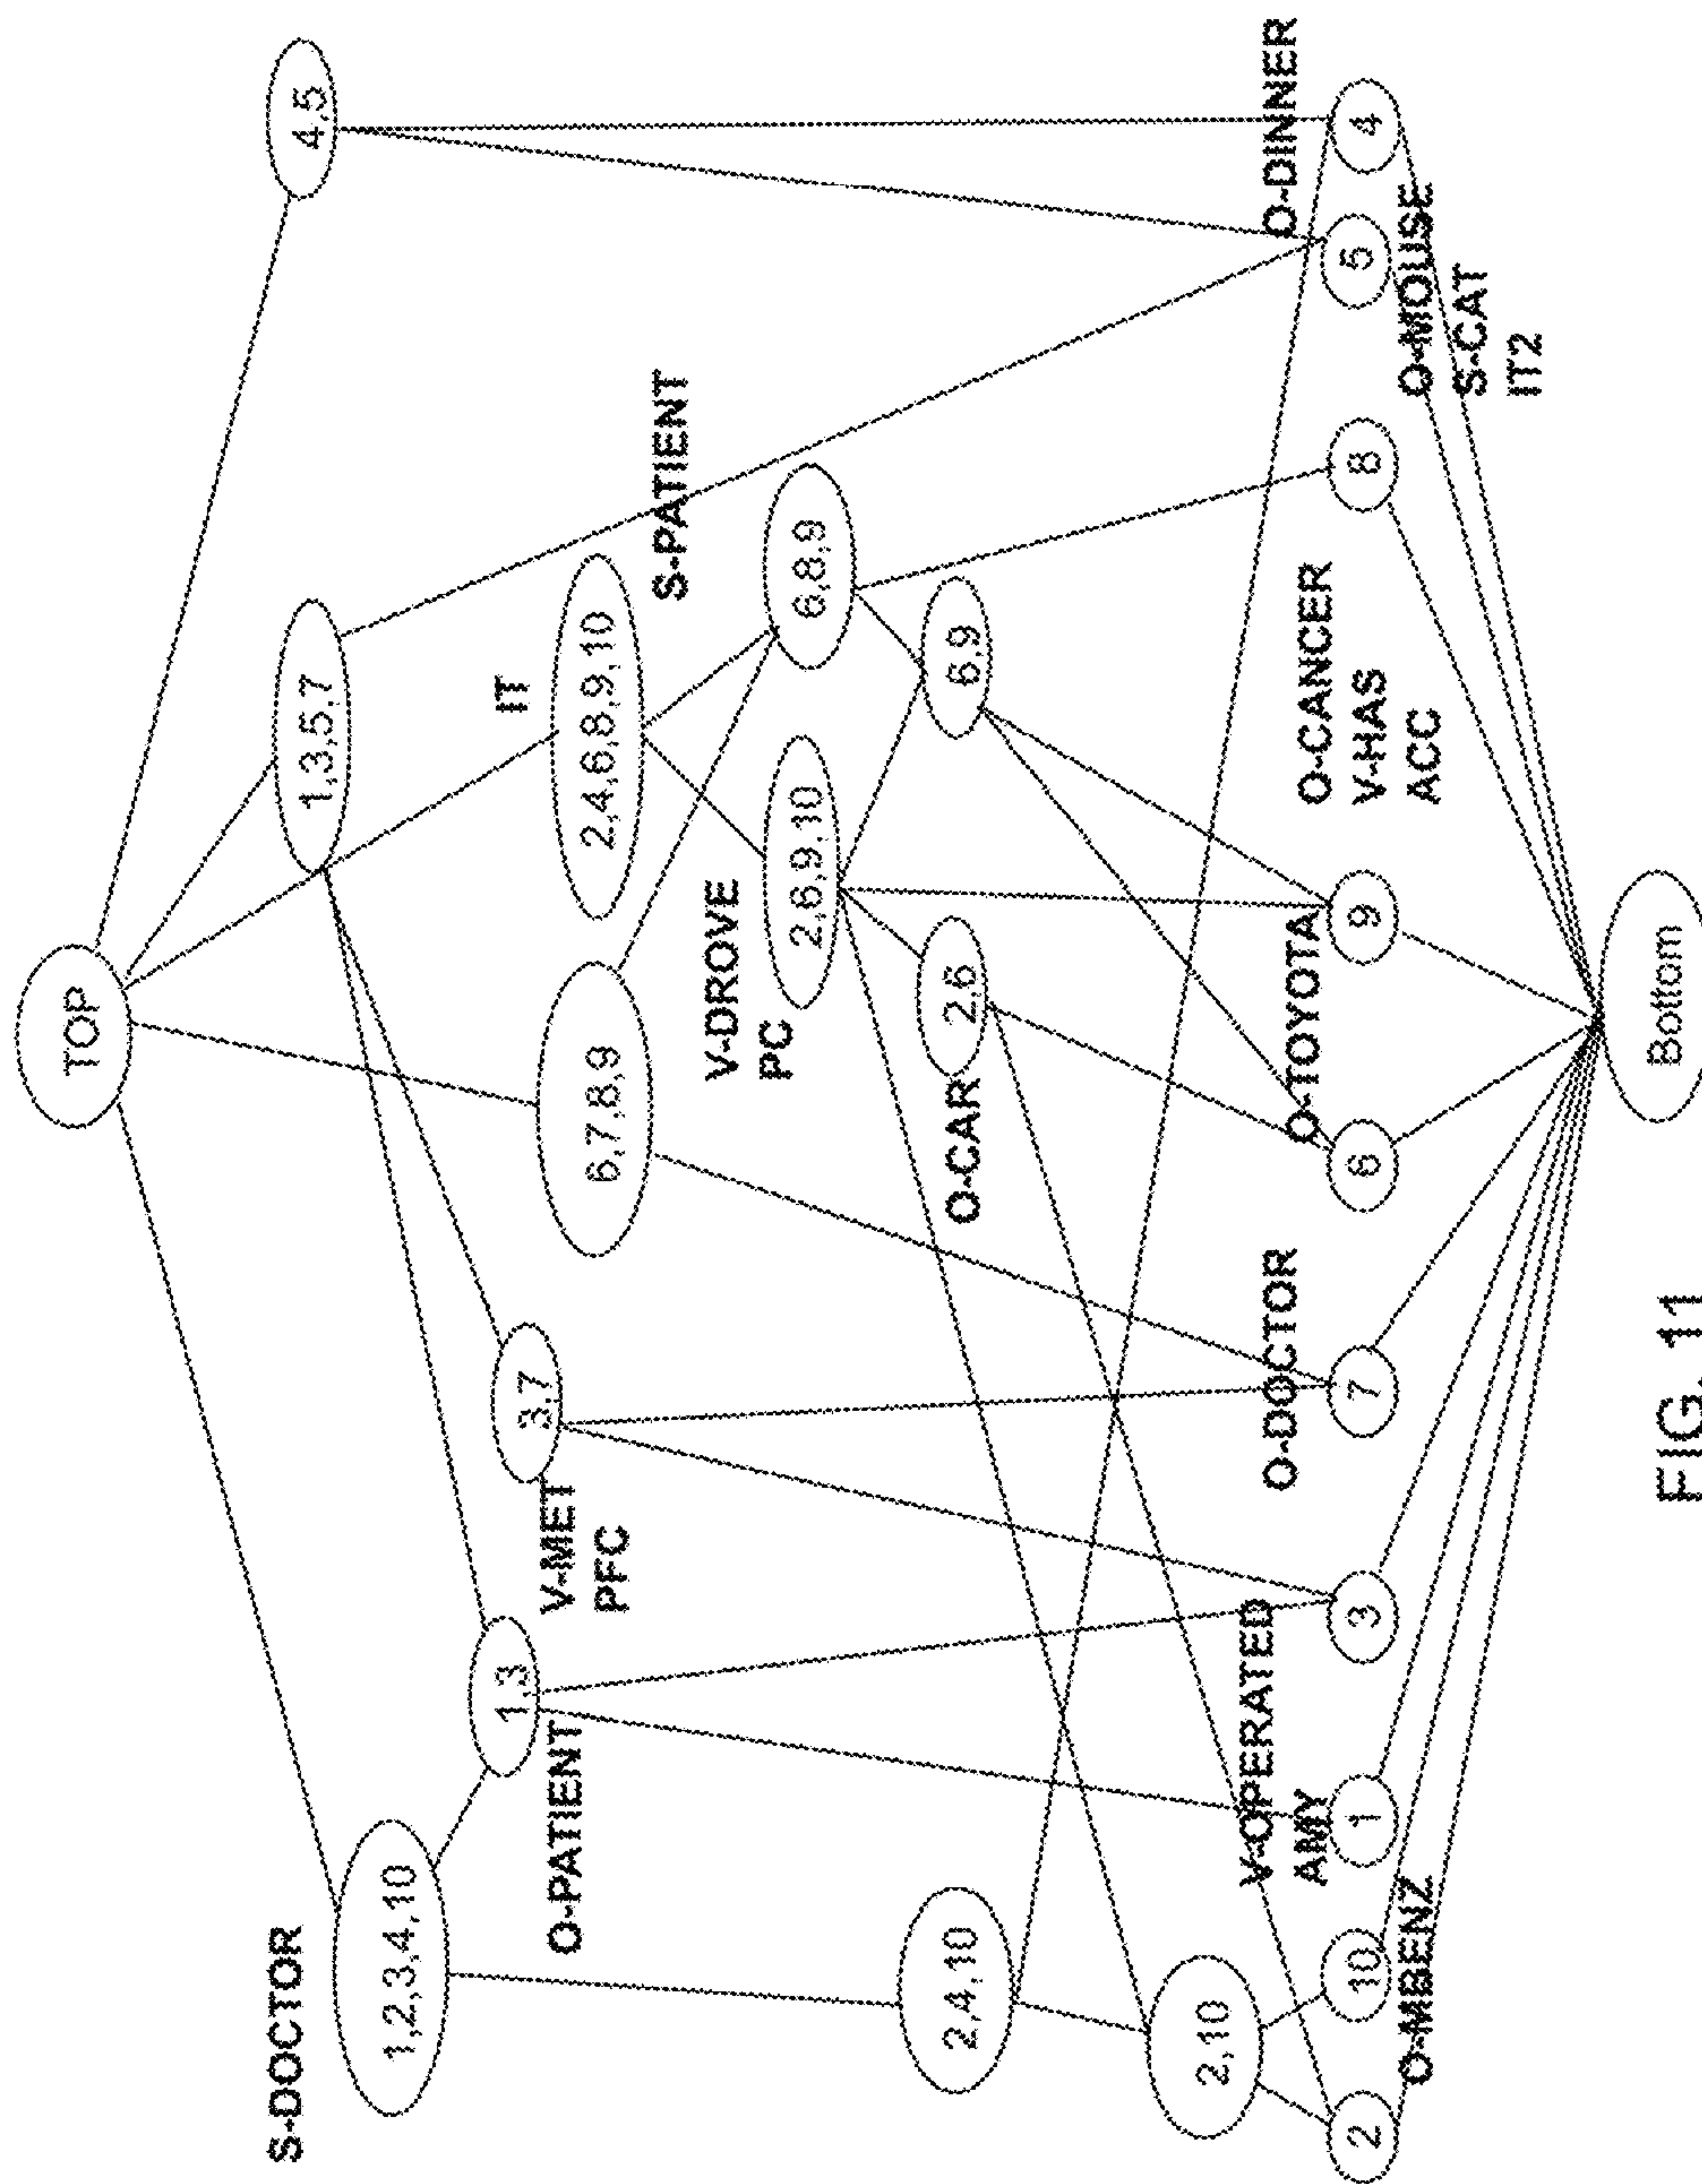 TOP
S-DOCTOR
4,5
1,3,5,7
1,2,3,4,10
1,3
3,7
IT
O-PATIENT
V-MET
PFC
6,7,8,9
2,4,6,8,9,10
S-PATIENT
V-DROVE
PC
2,6,9,10
6,8,9
2,4,10
O-CAR
2,6
6,9
2,10
V-OPERATED
AMY
O-DOCTOR
O-TOYOTA
O-CANCER
V-HAS
ACC
O-DINNER
2
10
1
3
7
6
9
8
5
4
O-MBENZ
O-MOUSE
S-CAT
IT2
Bottom
FIG. 11